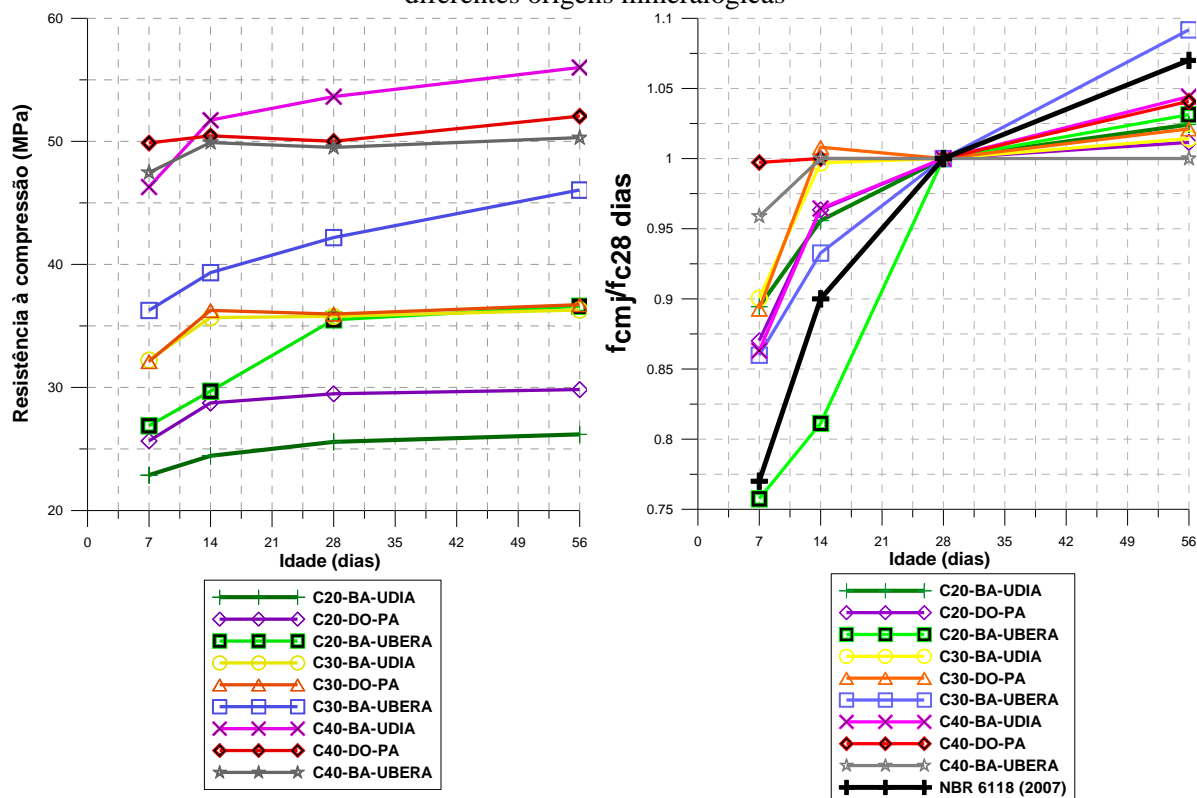 diferentes origens mineralógicas
Resistência à compressão (MPa)
60
50
40
30
20
0 7 14 21 28 35 42 49 56
Idade (dias)
C20-BA-UDIA
C20-DO-PA
C20-BA-UBERA
C30-BA-UDIA
C30-DO-PA
C30-BA-UBERA
C40-BA-UDIA
C40-DO-PA
C40-BA-UBERA
fcmj/fc28 dias
1.1
1.05
1
0.95
0.9
0.85
0.8
0.75
0 7 14 21 28 35 42 49 56
Idade (dias)
C20-BA-UDIA
C20-DO-PA
C20-BA-UBERA
C30-BA-UDIA
C30-DO-PA
C30-BA-UBERA
C40-BA-UDIA
C40-DO-PA
C40-BA-UBERA
NBR 6118 (2007)